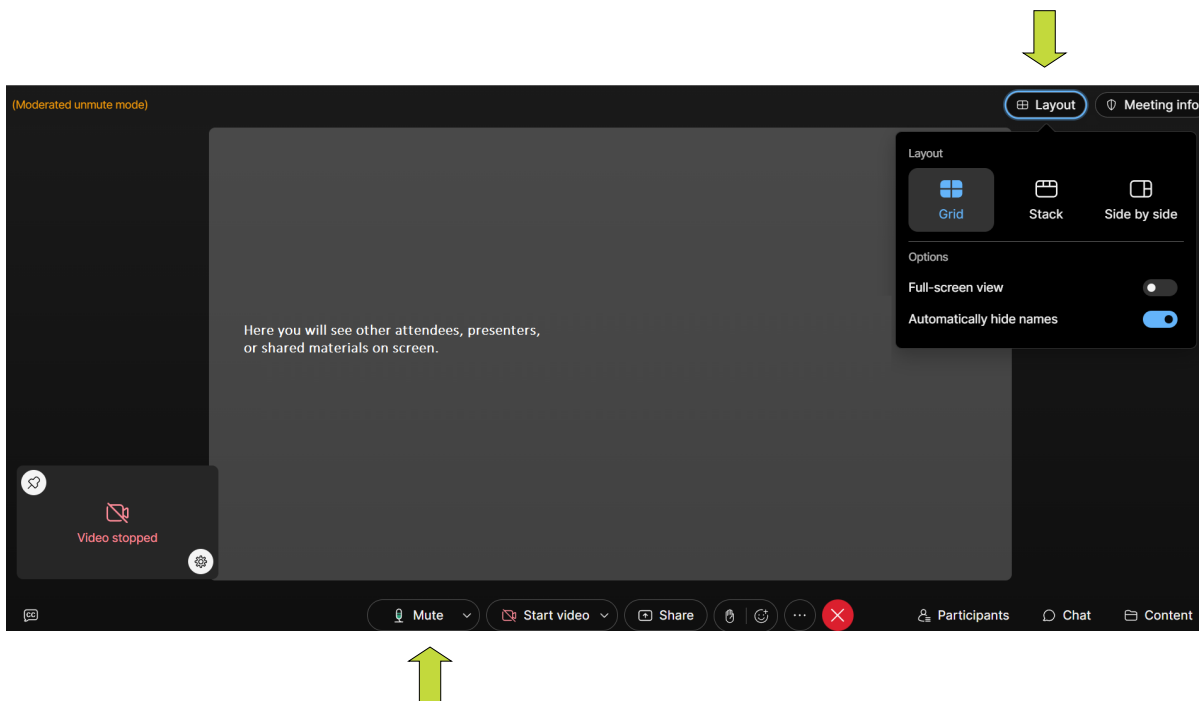 (Moderated unmute mode)
Layout
Meeting info
Layout
Grid
Stack
Side by side
Options
Full-screen view
Automatically hide names
Here you will see other attendees, presenters,
or shared materials on screen.
Video stopped
CC
Mute
Start video
Share
Participants
Chat
Content